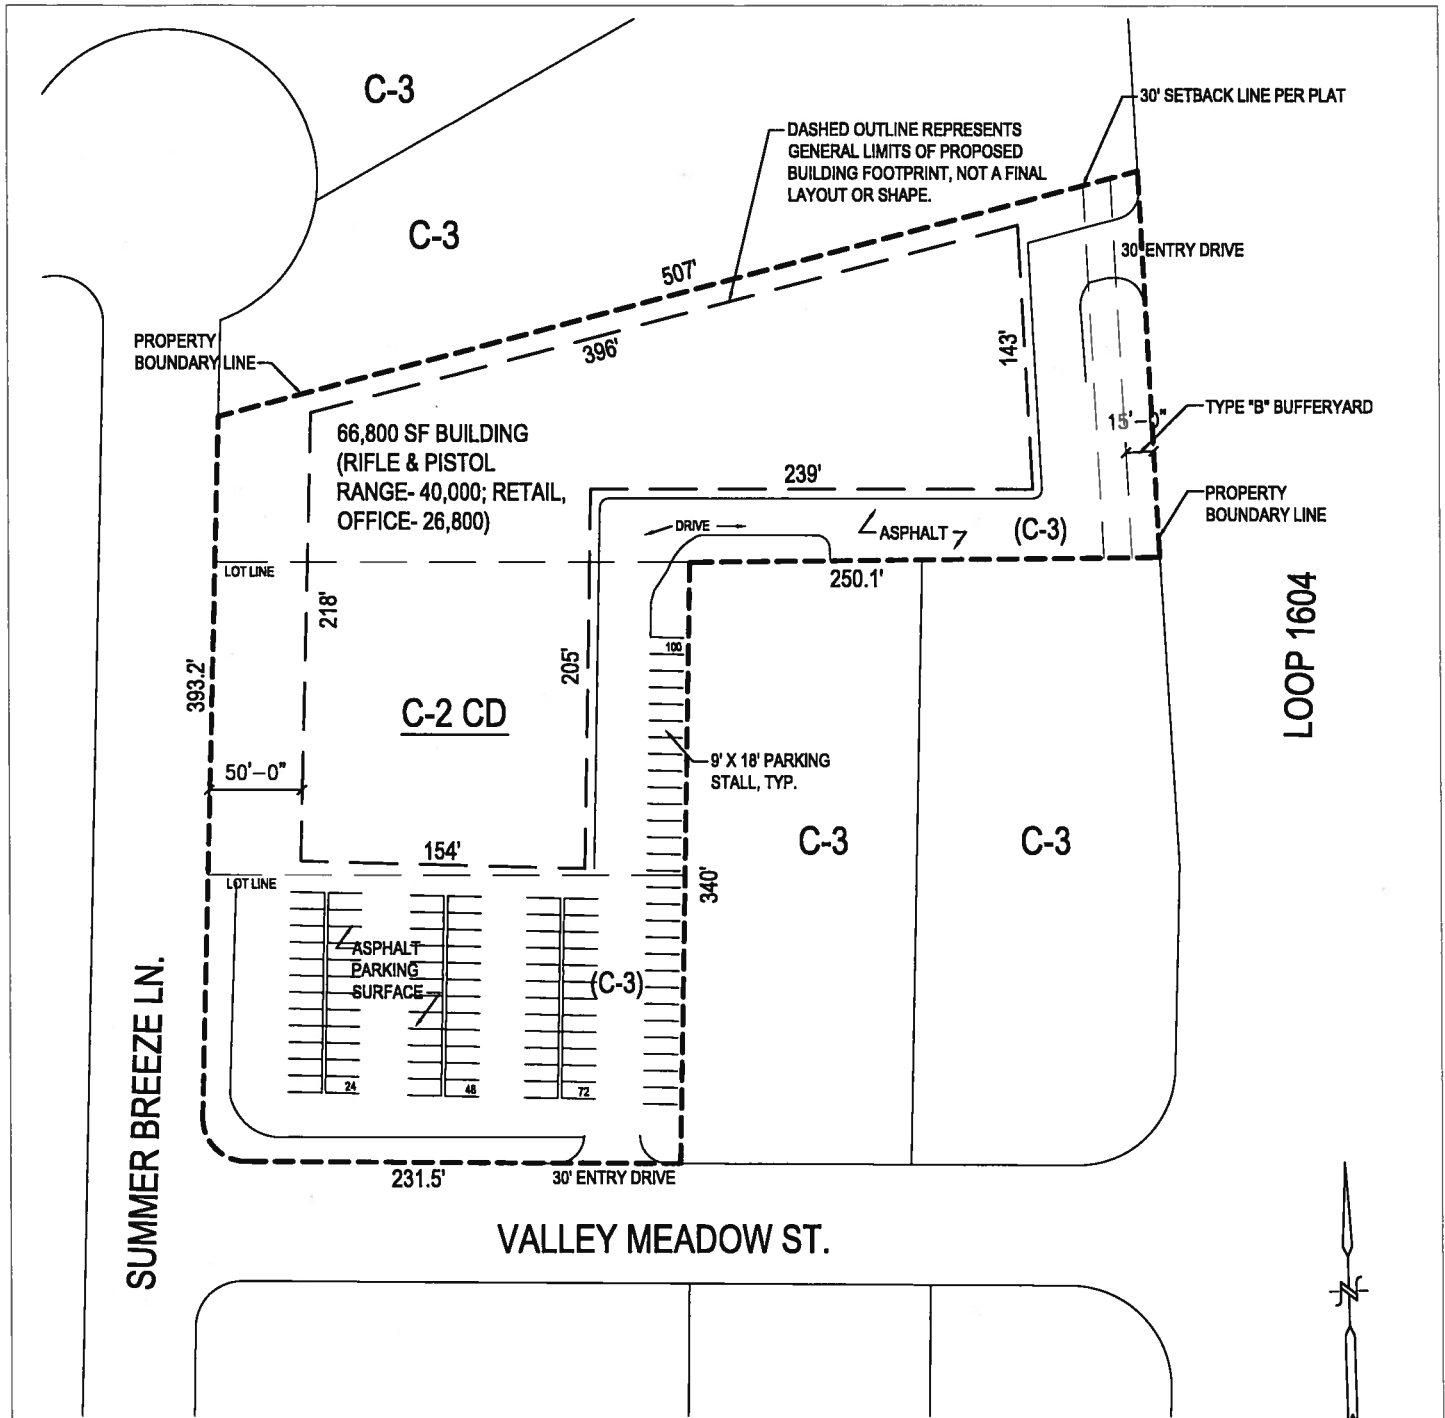 C-3
30' SETBACK LINE PER PLAT
DASHED OUTLINE REPRESENTS
GENERAL LIMITS OF PROPOSED
BUILDING FOOTPRINT, NOT A FINAL
LAYOUT OR SHAPE.
C-3
507'
30' ENTRY DRIVE
PROPERTY
BOUNDARY LINE
396'
143'
TYPE "B" BUFFERYARD
15'-0"
66,800 SF BUILDING
(RIFLE & PISTOL
RANGE- 40,000; RETAIL,
OFFICE- 26,800)
239'
PROPERTY
BOUNDARY LINE
DRIVE
ASPHALT
(C-3)
LOT LINE
250.1'
218'
LOOP 1604
393.2'
205'
100
C-2 CD
9' X 18' PARKING
STALL, TYP.
50'-0"
C-3
C-3
154'
LOT LINE
340'
ASPHALT
PARKING
SURFACE
(C-3)
24
48
72
SUMMER BREEZE LN.
231.5'
30' ENTRY DRIVE
VALLEY MEADOW ST.
N